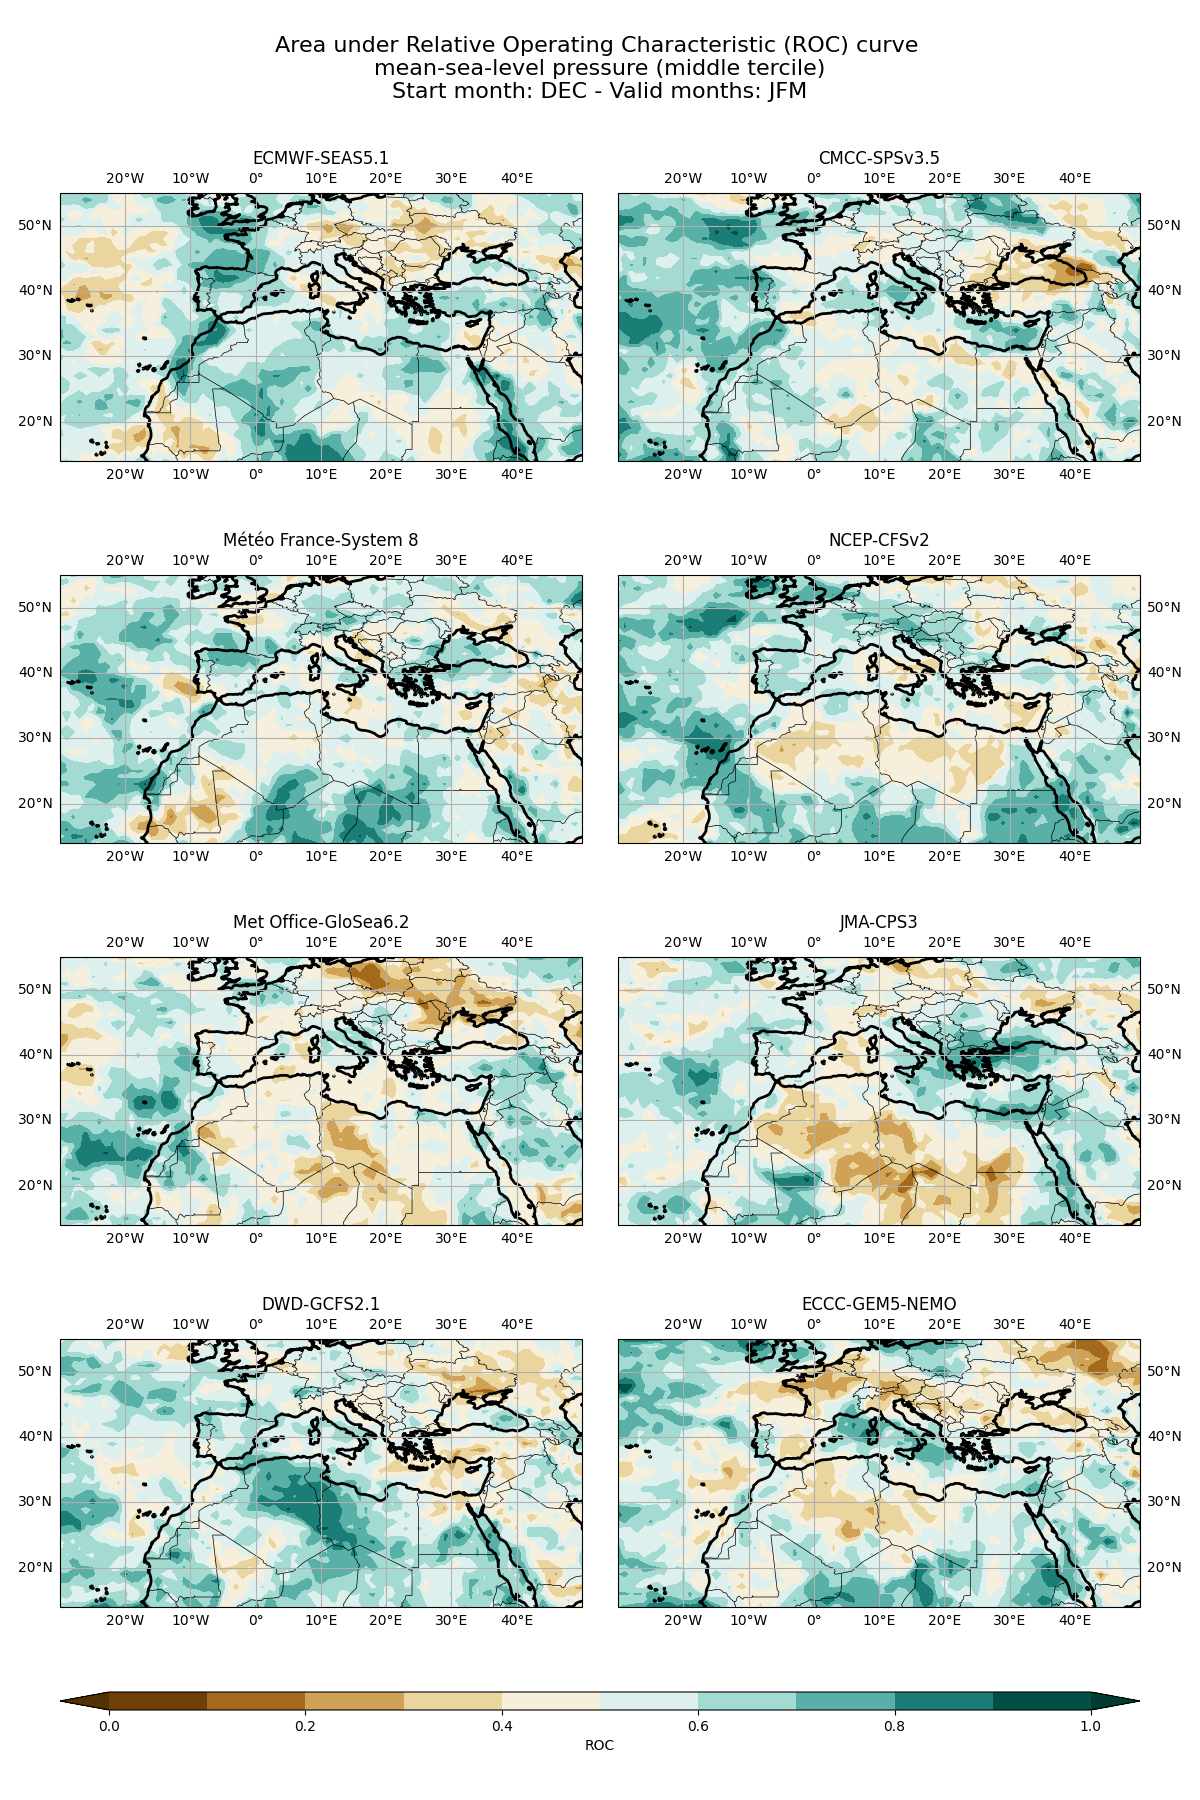 Area under Relative Operating Characteristic (ROC) curve
mean-sea-level pressure (middle tercile)
Start month: DEC - Valid months: JFM
ECMWF-SEAS5.1
CMCC-SPSv3.5
20°W 10°W 0° 10°E 20°E 30°E 40°E
20°W 10°W 0° 10°E 20°E 30°E 40°E
50°N 50°N
40°N 40°N
30°N 30°N
20°N 20°N
20°W 10°W 0° 10°E 20°E 30°E 40°E
20°W 10°W 0° 10°E 20°E 30°E 40°E
Météo France-System 8
NCEP-CFSv2
20°W 10°W 0° 10°E 20°E 30°E 40°E
20°W 10°W 0° 10°E 20°E 30°E 40°E
50°N 50°N
40°N 40°N
30°N 30°N
20°N 20°N
20°W 10°W 0° 10°E 20°E 30°E 40°E
20°W 10°W 0° 10°E 20°E 30°E 40°E
Met Office-GloSea6.2
JMA-CPS3
20°W 10°W 0° 10°E 20°E 30°E 40°E
20°W 10°W 0° 10°E 20°E 30°E 40°E
50°N 50°N
40°N 40°N
30°N 30°N
20°N 20°N
20°W 10°W 0° 10°E 20°E 30°E 40°E
20°W 10°W 0° 10°E 20°E 30°E 40°E
DWD-GCFS2.1
ECCC-GEM5-NEMO
20°W 10°W 0° 10°E 20°E 30°E 40°E
20°W 10°W 0° 10°E 20°E 30°E 40°E
50°N 50°N
40°N 40°N
30°N 30°N
20°N 20°N
20°W 10°W 0° 10°E 20°E 30°E 40°E
20°W 10°W 0° 10°E 20°E 30°E 40°E
0.0 0.2 0.4 0.6 0.8 1.0
ROC